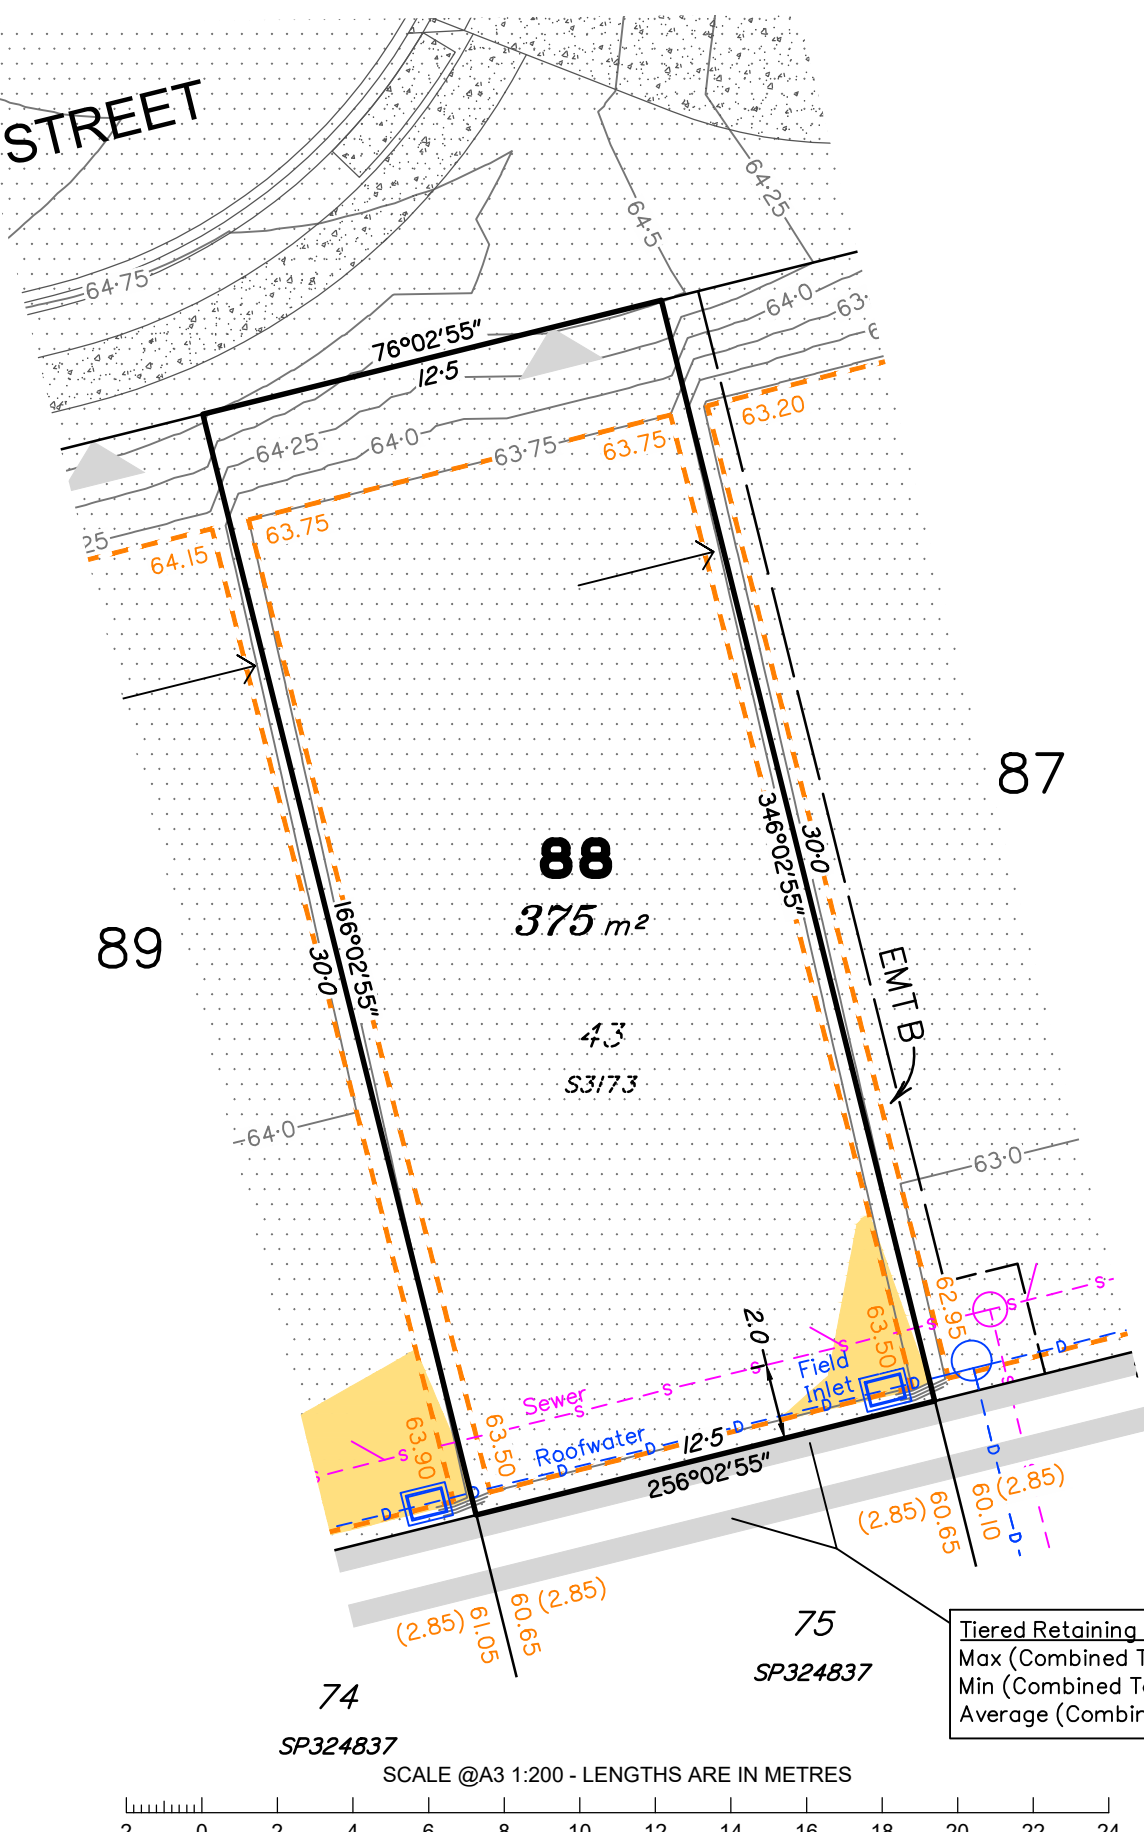 STREET
64·25
64·5
64·75
64·0
63·
6
76°02'55"
12·5
63.20
64·25
64·0
63·75
63.75
63.75
25
64.15
87
346°02'55"
30·0
88
375 m²
89
166°02'55"
30·0
EMT B
43
S3173
64·0
63·0
62.95
S
S
2.0
63.50
S
S
S
Field
Inlet
D
S
Sewer
S
S
D
D
D
63.90
63.50
Roofwater
12·5
D
D
S
256°02'55"
D
D
S
D
(2.85)
60.65
60.10
(2.85)
D
(2.85)
61.05
60.65
(2.85)
75
SP324837
Tiered Retaining
Max (Combined T
Min (Combined To
Average (Combin
74
SP324837
SCALE @A3 1:200 - LENGTHS ARE IN METRES
2 0 2 4 6 8 10 12 14 16 18 20 22 24